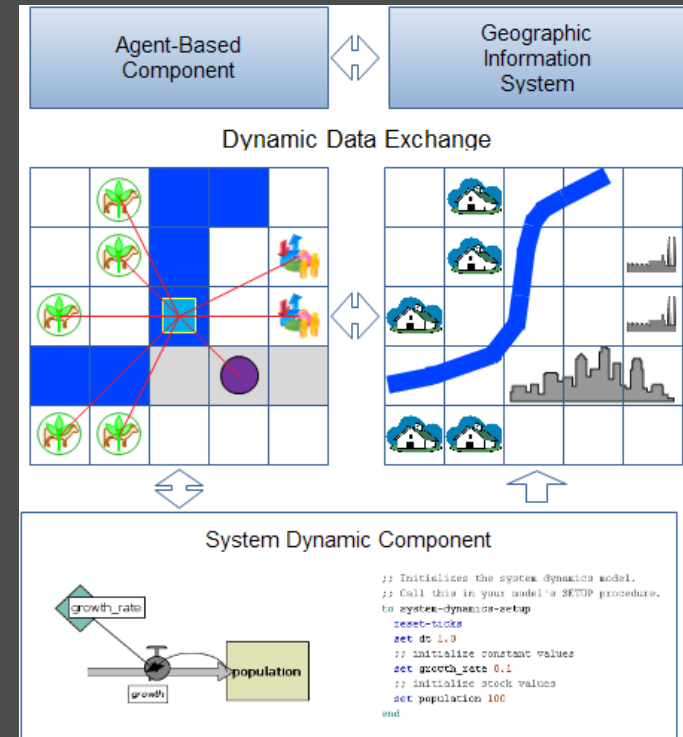 Agent-Based
Component
Geographic
Information
System
Dynamic Data Exchange
System Dynamic Component
growth_rate
growth
population
;; Initializes the system dynamics model.
;; Call this in your model's SETUP procedure.
to system-dynamics-setup
reset-ticks
set dt 1.0
;; initialize constant values
set growth_rate 0.1
;; initialize stock values
set population 100
end